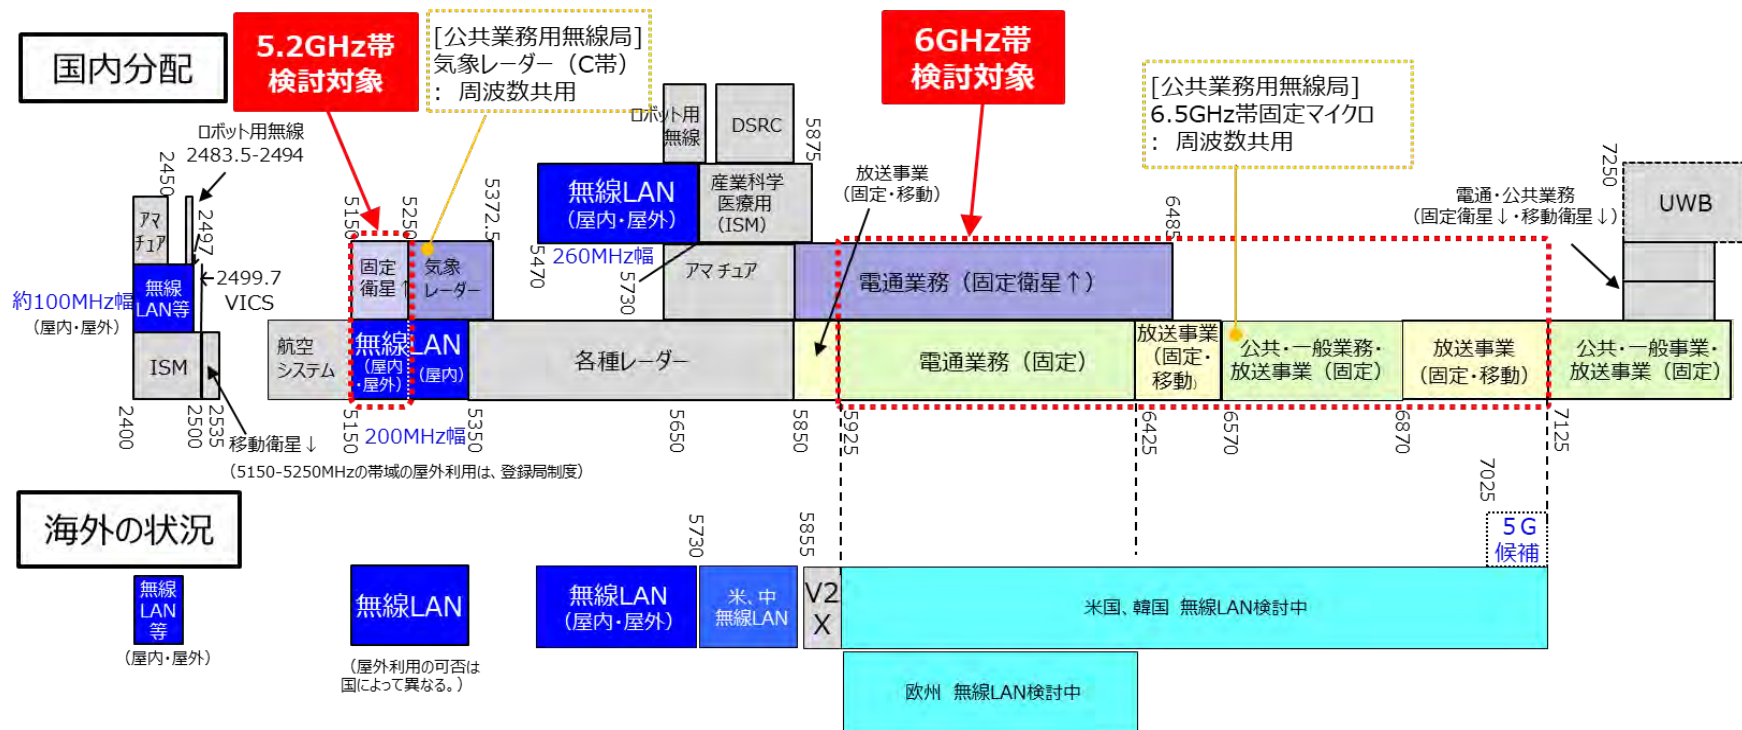 国内分配
5.2GHz帯
検討対象
[公共業務用無線局]
気象レーダー（C帯）
： 周波数共用
6GHz帯
検討対象
[公共業務用無線局]
6.5GHz帯固定マイクロ
： 周波数共用
ロボット用無線
2483.5-2494
2450
2497
アマ
チュア
2499.7
VICS
約100MHz幅
（屋内・屋外）
無線
LAN等
ISM
2400
2500
2535
移動衛星↓
5150
5250
5372.5
固定
衛星↑
気象
レーダー
航空
システム
無線LAN
（屋内
・屋外）
（屋内）
5150
200MHz幅
5350
（5150-5250MHzの帯域の屋外利用は、登録局制度）
ロボット用
無線
DSRC
5875
無線LAN
（屋内・屋外）
産業科学
医療用
（ISM）
5470
260MHz幅
5730
アマチュア
各種レーダー
5650
5850
放送事業
（固定・移動）
6485
電通業務（固定衛星↑）
電通業務（固定）
放送事業
（固定・
移動）
公共・一般業務・
放送事業（固定）
放送事業
（固定・移動）
公共・一般事業・
放送事業（固定）
5925
6425
6570
6870
7125
電通・公共業務
（固定衛星↓・移動衛星↓）
7250
UWB
海外の状況
無線
LAN
等
（屋内・屋外）
無線LAN
（屋外利用の可否は
国によって異なる。）
無線LAN
（屋内・屋外）
5730
米、中
無線LAN
5855
V2
X
7025
5G
候補
米国、韓国 無線LAN検討中
欧州 無線LAN検討中